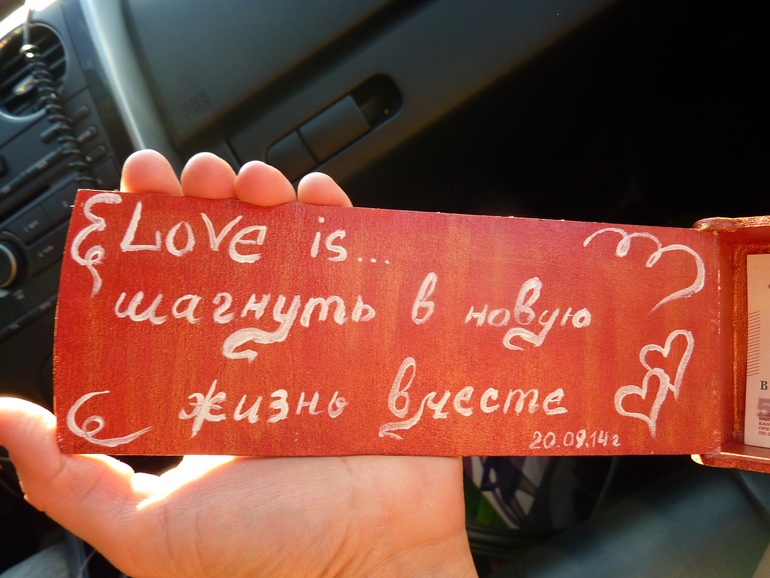 Love is...
шагнуть в новую
жизнь вместе
20.09.14г